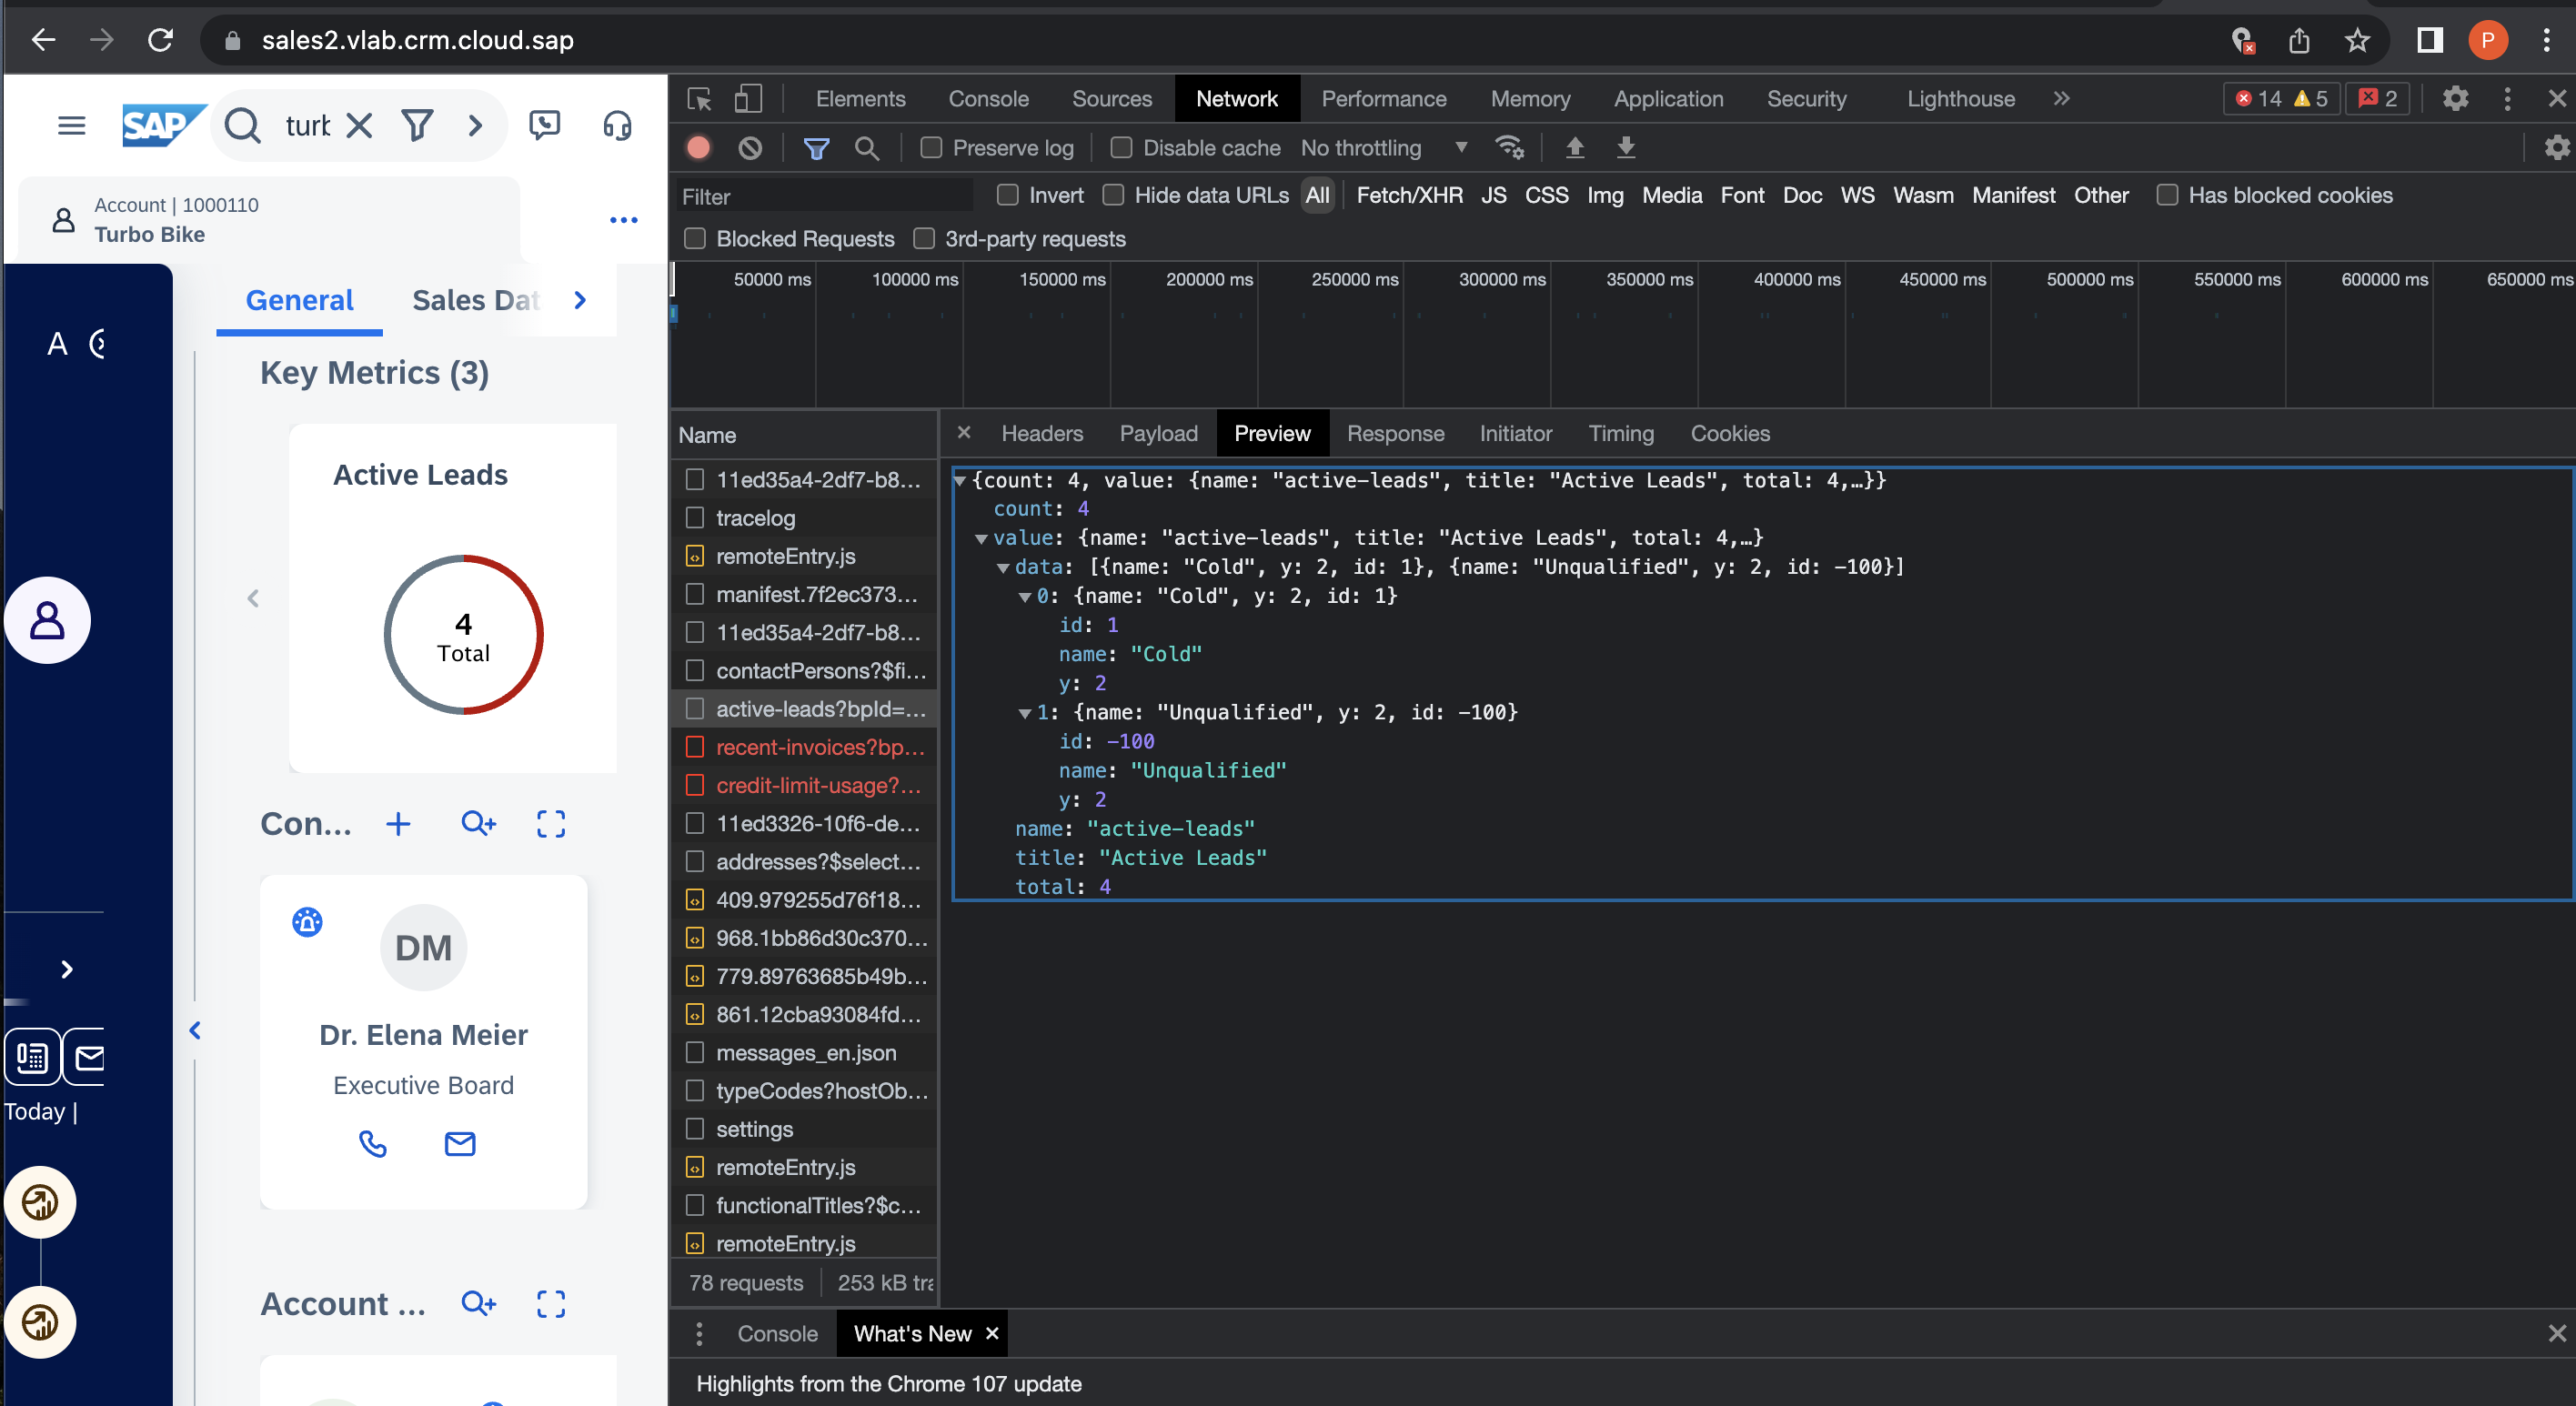 sales2.vlab.crm.cloud.sap
P
SAP
turb
Account | 1000110
Turbo Bike
General
Sales Dat
A
Key Metrics (3)
Active Leads
4
Total
Con...
DM
Dr. Elena Meier
Executive Board
Today |
Account ...
Elements Console Sources Network Performance Memory Application Security Lighthouse 14 5 2
Preserve log Disable cache No throttling
Filter Invert Hide data URLs All Fetch/XHR JS CSS Img Media Font Doc WS Wasm Manifest Other Has blocked cookies
Blocked Requests 3rd-party requests
50000 ms 100000 ms 150000 ms 200000 ms 250000 ms 300000 ms 350000 ms 400000 ms 450000 ms 500000 ms 550000 ms 600000 ms 650000 ms
Name
11ed35a4-2df7-b8...
tracelog
remoteEntry.js
manifest.7f2ec373...
11ed35a4-2df7-b8...
contactPersons?$fi...
active-leads?bpId=...
recent-invoices?bp...
credit-limit-usage?...
11ed3326-10f6-de...
addresses?$select...
409.979255d76f18...
968.1bb86d30c370...
779.89763685b49b...
861.12cba93084fd...
messages_en.json
typeCodes?hostOb...
settings
remoteEntry.js
functionalTitles?$c...
remoteEntry.js
78 requests 253 kB tra
Headers Payload Preview Response Initiator Timing Cookies
{count: 4, value: {name: "active-leads", title: "Active Leads", total: 4,…}}
count: 4
value: {name: "active-leads", title: "Active Leads", total: 4,…}
data: [{name: "Cold", y: 2, id: 1}, {name: "Unqualified", y: 2, id: -100}]
0: {name: "Cold", y: 2, id: 1}
id: 1
name: "Cold"
y: 2
1: {name: "Unqualified", y: 2, id: -100}
id: -100
name: "Unqualified"
y: 2
name: "active-leads"
title: "Active Leads"
total: 4
Console What's New
Highlights from the Chrome 107 update